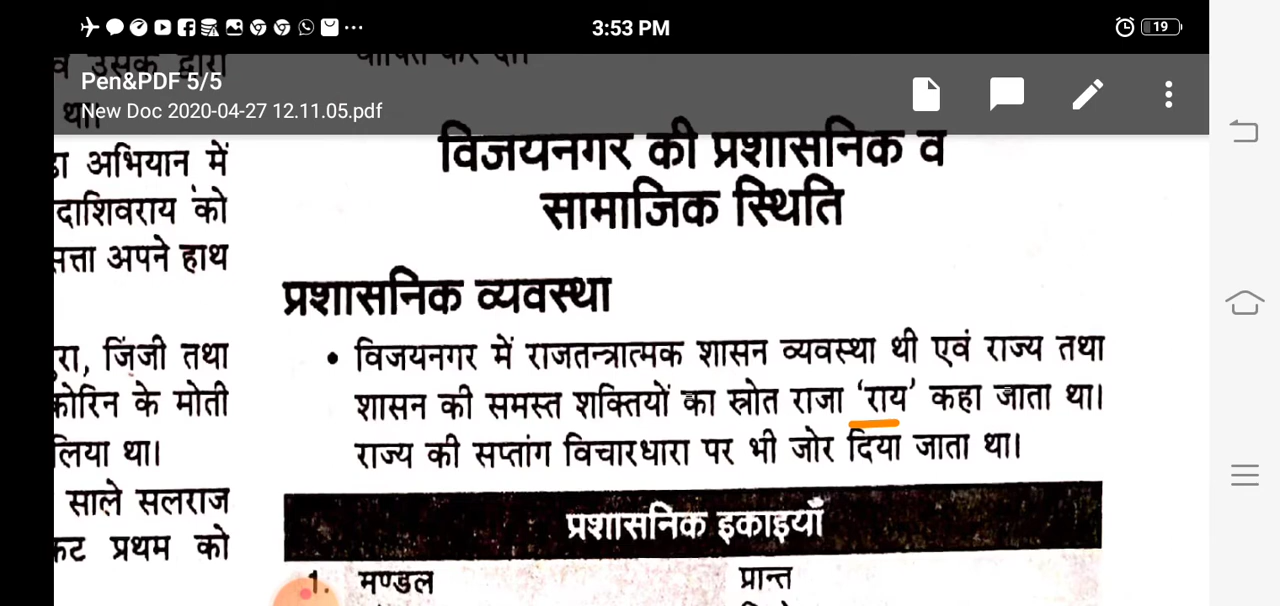 3:53 PM
19
Pen&PDF 5/5
New Doc 2020-04-27 12.11.05.pdf
था।
अभियान में
को
सत्ता अपने हाथ
जिंजी तथा
के मोती
लिया था।
साले सलराज
प्रथम को
विजयनगर की प्रशासनिक व
सामाजिक स्थिति
प्रशासनिक व्यवस्था
• विजयनगर में राजतन्त्रात्मक शासन व्यवस्था थी एवं राज्य तथा
शासन की समस्त शक्तियों का स्रोत राजा ‘राय’ कहा जाता था।
राज्य की सप्तांग विचारधारा पर भी जोर दिया जाता था।
प्रशासनिक इकाइयाँ
1. मण्डल प्रान्त